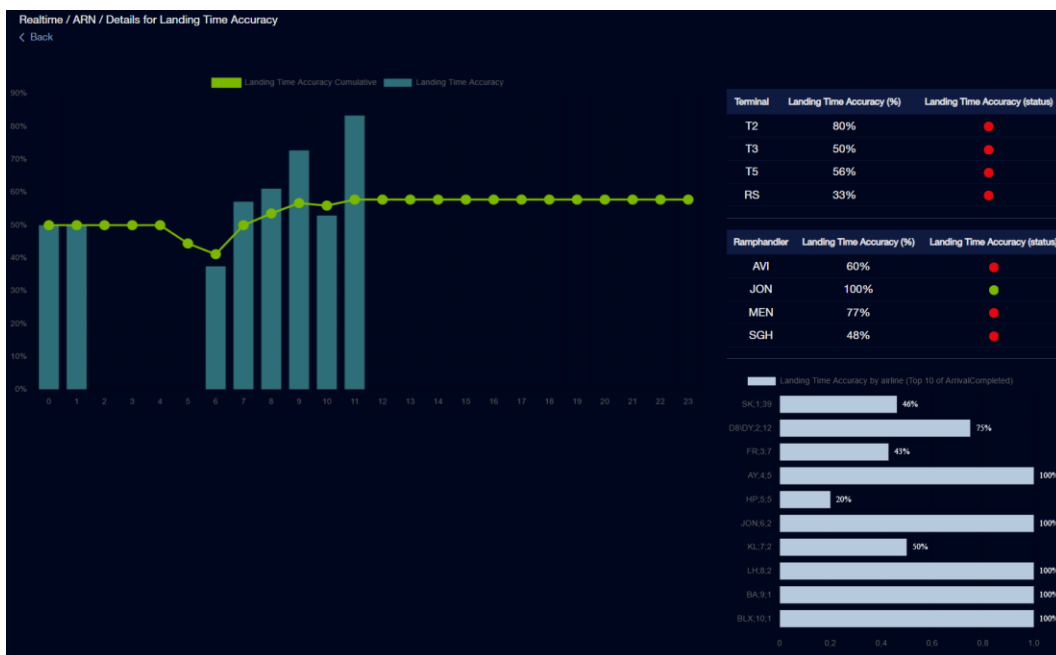 Realtime / ARN / Details for Landing Time Accuracy
< Back
Landing Time Accuracy Cumulative Landing Time Accuracy
90%
80%
70%
60%
50%
40%
30%
20%
10%
0%
0 1 2 3 4 5 6 7 8 9 10 11 12 13 14 15 16 17 18 19 20 21 22 23
Terminal Landing Time Accuracy (%) Landing Time Accuracy (status)
T2 80%
T3 50%
T5 56%
RS 33%
Ramphandler Landing Time Accuracy (%) Landing Time Accuracy (status)
AVI 60%
JON 100%
MEN 77%
SGH 48%
Landing Time Accuracy by airline (Top 10 of ArrivalCompleted)
SK;1;39 46%
D8\DY;2;12 75%
FR;3;7 43%
AY;4;5 100%
HP;5;5 20%
JON;6;2 100%
KL;7;2 50%
LH;8;2 100%
BA;9;1 100%
BLX;10;1 100%
0 0,2 0,4 0,6 0,8 1,0